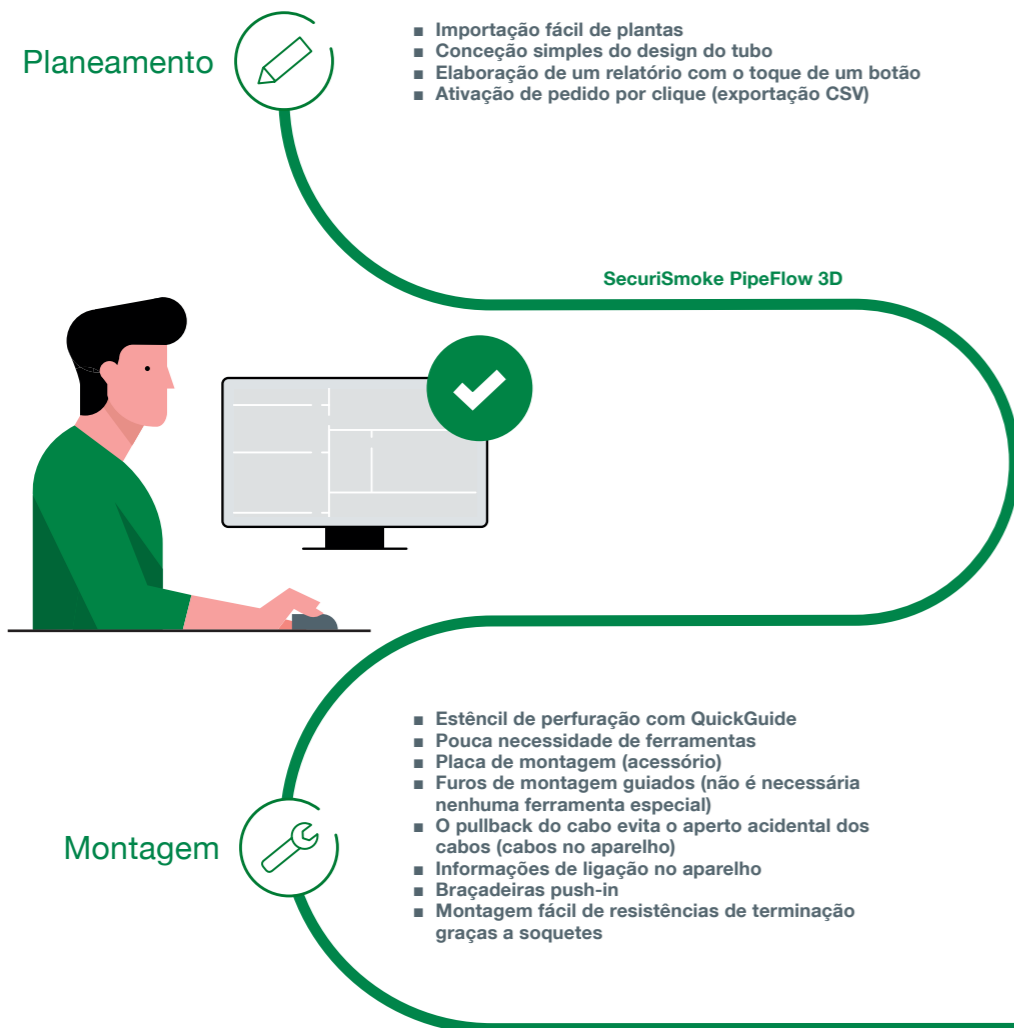 Planeamento
■ Importação fácil de plantas
■ Conceção simples do design do tubo
■ Elaboração de um relatório com o toque de um botão
■ Ativação de pedido por clique (exportação CSV)
SecuriSmoke PipeFlow 3D
Montagem
■ Estêncil de perfuração com QuickGuide
■ Pouca necessidade de ferramentas
■ Placa de montagem (acessório)
■ Furos de montagem guiados (não é necessária
nenhuma ferramenta especial)
■ O pullback do cabo evita o aperto acidental dos
cabos (cabos no aparelho)
■ Informações de ligação no aparelho
■ Braçadeiras push-in
■ Montagem fácil de resistências de terminação
graças a soquetes